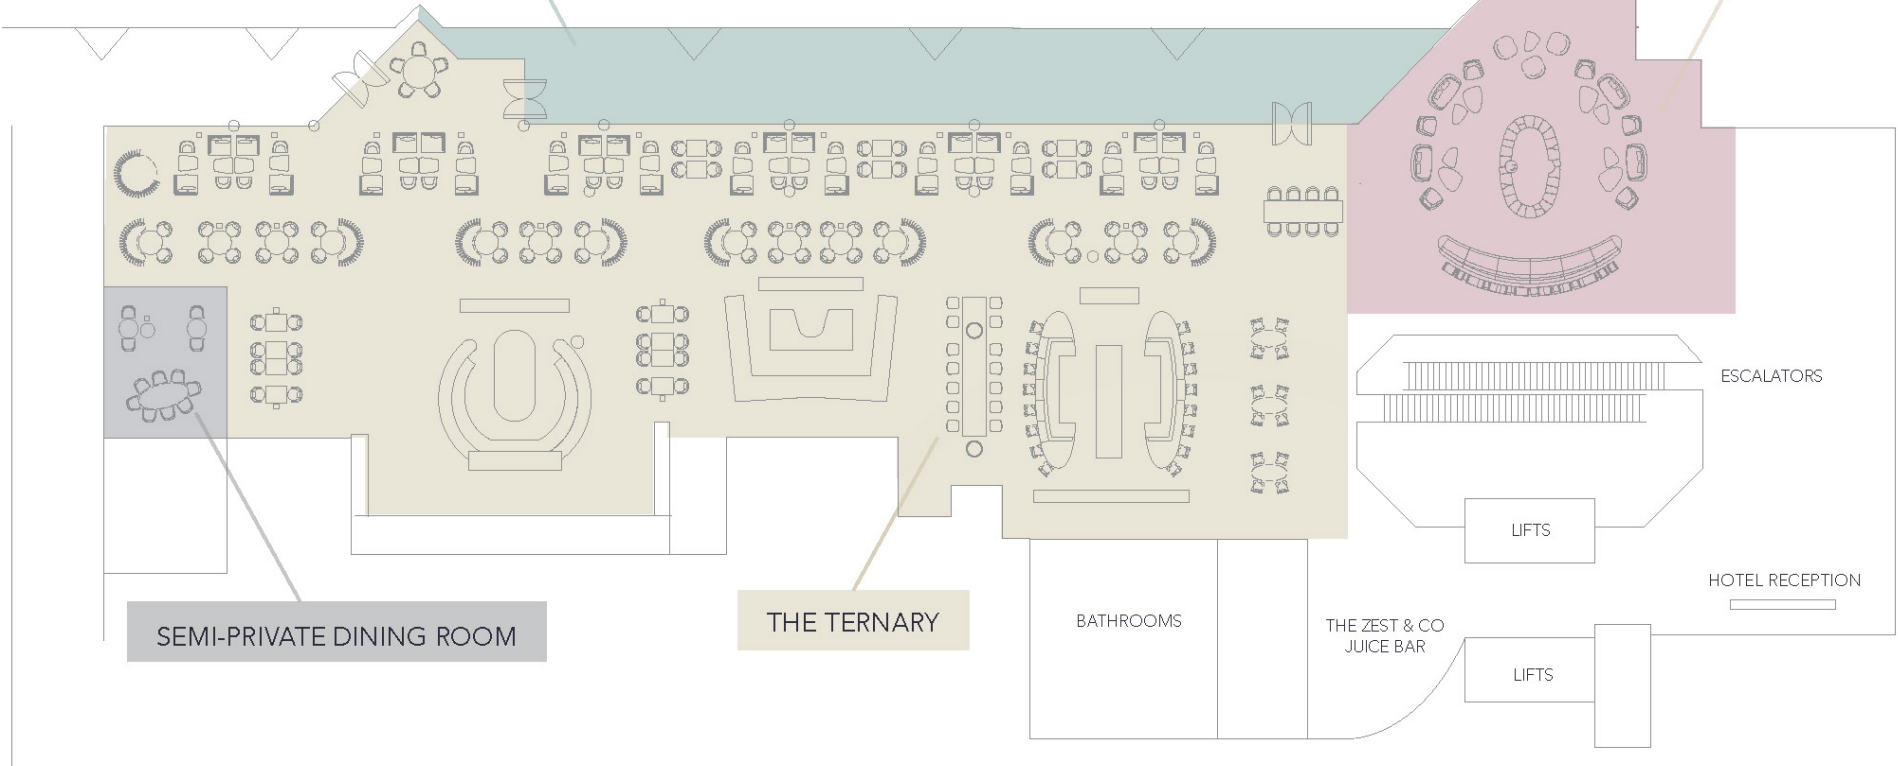 ESCALATORS
LIFTS
HOTEL RECEPTION
SEMI-PRIVATE DINING ROOM
THE TERNARY
BATHROOMS
THE ZEST & CO
JUICE BAR
LIFTS